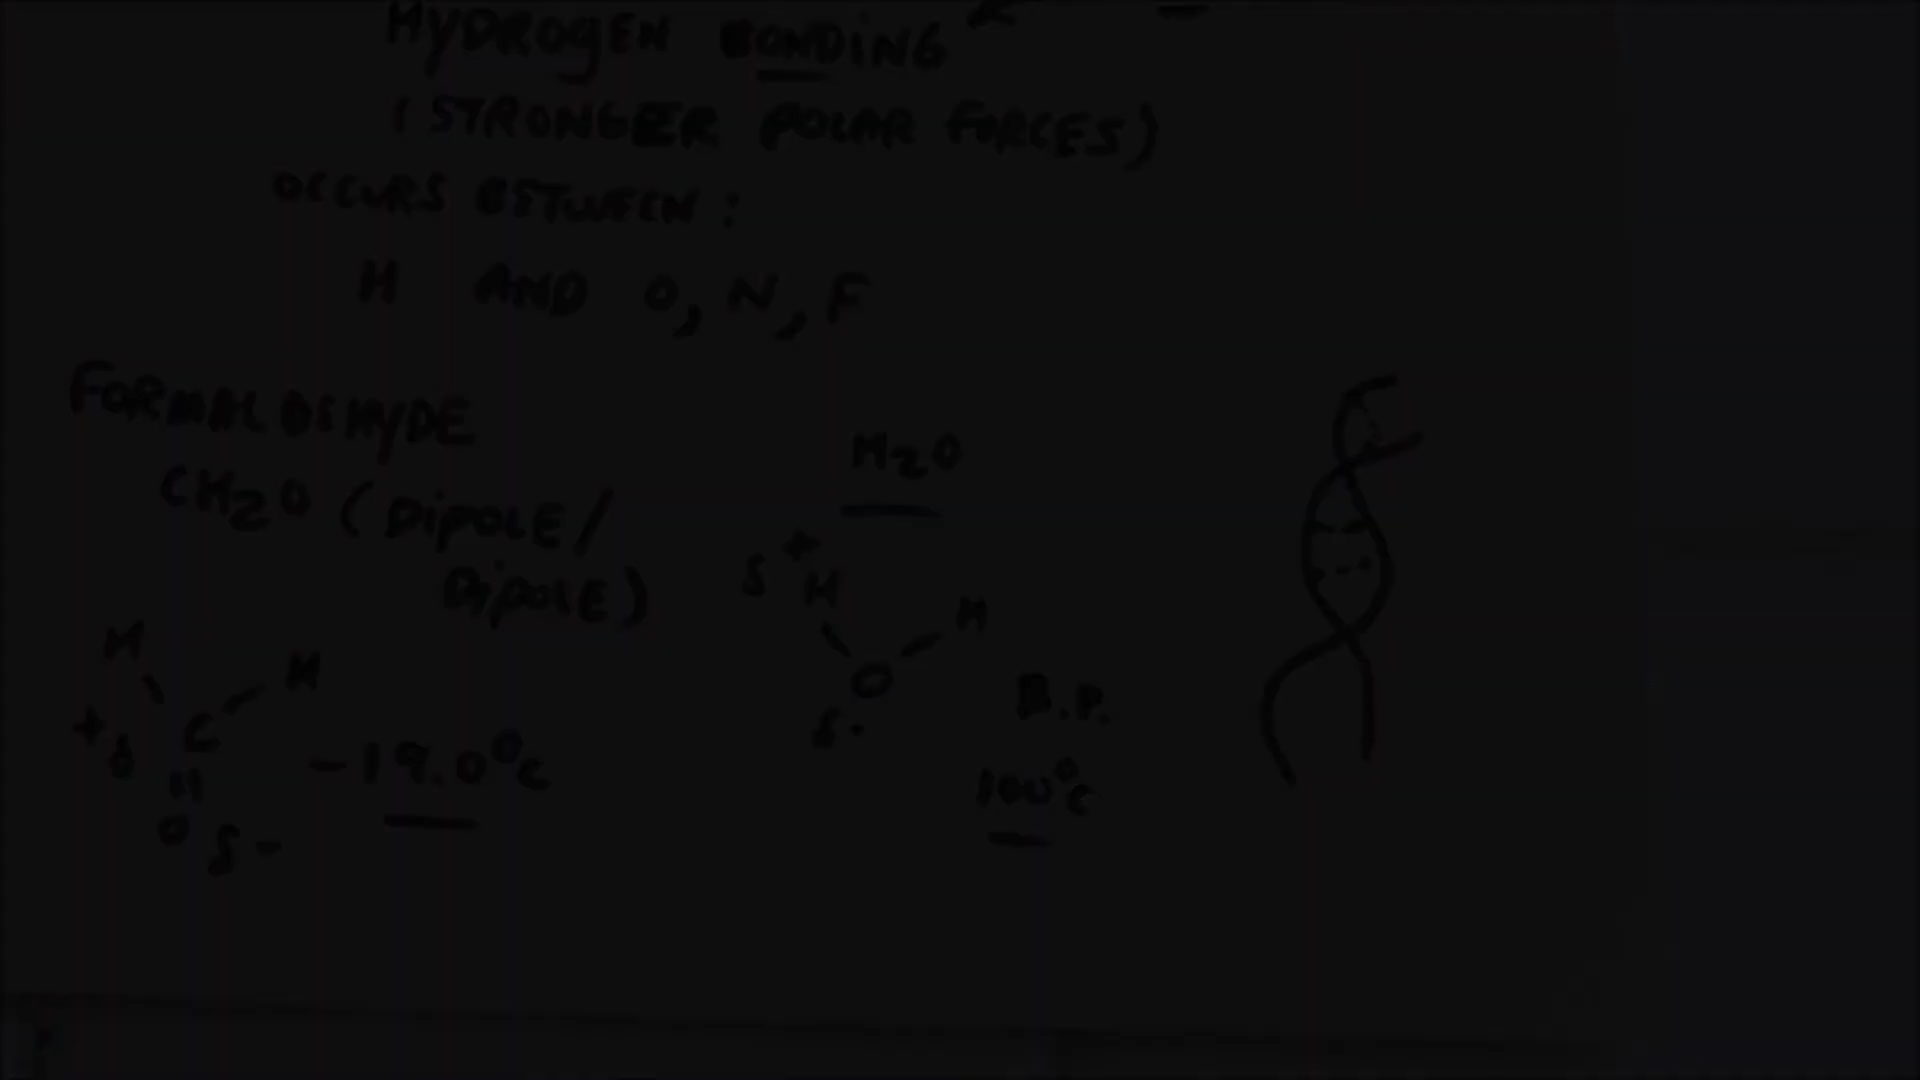 HYDROGEN BONDING
(STRONGER POLAR FORCES)
OCCURS BETWEEN:
H AND O, N, F
FORMALDEHYDE
CH2O (DIPOLE/
DIPOLE)
H
H
+
δ
C
O
δ-
-19.0°C
H2O
δ+
H
H
O
δ-
B.P.
100°C